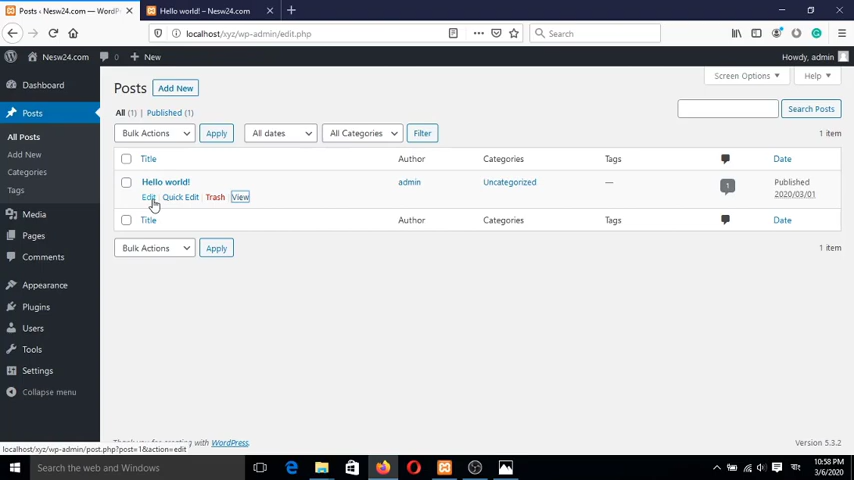 Posts ‹ Nesw24.com — WordPr
Hello world! – Nesw24.com
localhost/xyz/wp-admin/edit.php
Search
Nesw24.com
0
New
Howdy, admin
Dashboard
Posts
All Posts
Add New
Categories
Tags
Media
Pages
Comments
Appearance
Plugins
Users
Tools
Settings
Collapse menu
Posts Add New
Screen Options Help
All (1) | Published (1)
Search Posts
Bulk Actions Apply All dates All Categories Filter 1 item
Title Author Categories Tags Date
Hello world! admin Uncategorized — 1 Published
2020/03/01
Edit | Quick Edit | Trash | View
Title Author Categories Tags Date
Bulk Actions Apply 1 item
Thank you for creating with WordPress.
Version 5.3.2
localhost/xyz/wp-admin/post.php?post=1&action=edit
Search the web and Windows
বাং
10:58 PM
3/6/2020